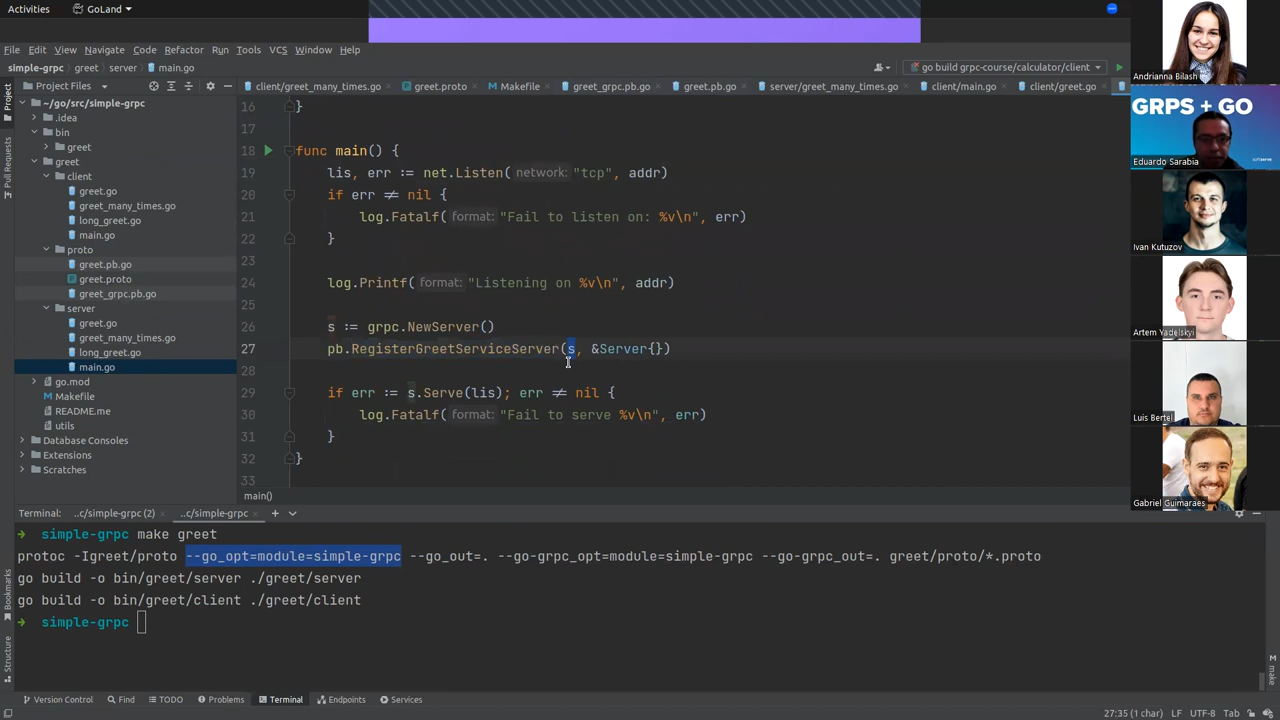 Activities
GoLand
File Edit View Navigate Code Refactor Run Tools VCS Window Help
simple-grpc greet server main.go
go build grpc-course/calculator/client
Project Files
client/greet_many_times.go greet.proto Makefile greet_grpc.pb.go greet.pb.go server/greet_many_times.go client/main.go client/greet.go
Project
Pull Requests
~/go/src/simple-grpc
.idea
bin
greet
greet
client
greet.go
greet_many_times.go
long_greet.go
main.go
proto
greet.pb.go
greet.proto
greet_grpc.pb.go
server
greet.go
greet_many_times.go
long_greet.go
main.go
go.mod
Makefile
README.me
utils
Database Consoles
Extensions
Scratches
16 }
17
18 func main() {
19 lis, err := net.Listen( network: "tcp", addr)
20 if err ≠ nil {
21 log.Fatalf( format: "Fail to listen on: %v\n", err)
22 }
24 log.Printf( format: "Listening on %v\n", addr)
25
26 s := grpc.NewServer()
27 pb.RegisterGreetServiceServer(s, &Server{})
28
29 if err := s.Serve(lis); err ≠ nil {
30 log.Fatalf( format: "Fail to serve %v\n", err)
31 }
32 }
33
main()
Andrianna Bilash
GRPS + GO
softserve
Eduardo Sarabia
Ivan Kutuzov
Artem Yadelskyi
Luis Bertel
Gabriel Guimaraes
Terminal: ..c/simple-grpc (2) ..c/simple-grpc
simple-grpc make greet
protoc -Igreet/proto --go_opt=module=simple-grpc --go_out=. --go-grpc_opt=module=simple-grpc --go-grpc_out=. greet/proto/*.proto
go build -o bin/greet/server ./greet/server
go build -o bin/greet/client ./greet/client
simple-grpc
Bookmarks
Structure
make
Version Control Find TODO Problems Terminal Endpoints Services
27:35 (1 char) LF UTF-8 Tab